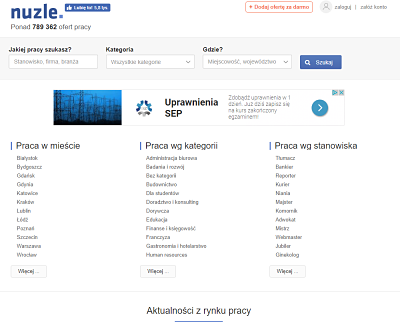 nuzle.
Lubię to! 5,8 tys.
+ Dodaj ofertę za darmo
zaloguj | załóż konto
Ponad 789 362 ofert pracy
Jakiej pracy szukasz?
Kategoria
Gdzie?
Stanowisko, firma, branża
Wszystkie kategorie
Miejscowość, województwo
Szukaj
Uprawnienia SEP
Zdobądź uprawnienia w 1
dzień. Już dziś zapisz się
na kurs zakończony
egzaminem!
Praca w mieście
Białystok
Bydgoszcz
Gdańsk
Gdynia
Katowice
Kraków
Lublin
Łódź
Poznań
Szczecin
Warszawa
Wrocław
Więcej ...
Praca wg kategorii
Administracja biurowa
Badania i rozwój
Bez kategorii
Budownictwo
Dla studentów
Doradztwo / konsulting
Dorywcza
Edukacja
Finanse i księgowość
Franczyza
Gastronomia i hotelarstwo
Human resources
Więcej ...
Praca wg stanowiska
Tłumacz
Bankier
Reporter
Kurier
Niania
Majster
Komornik
Adwokat
Mistrz
Webmaster
Jubiler
Ginekolog
Więcej ...
Aktualności z rynku pracy